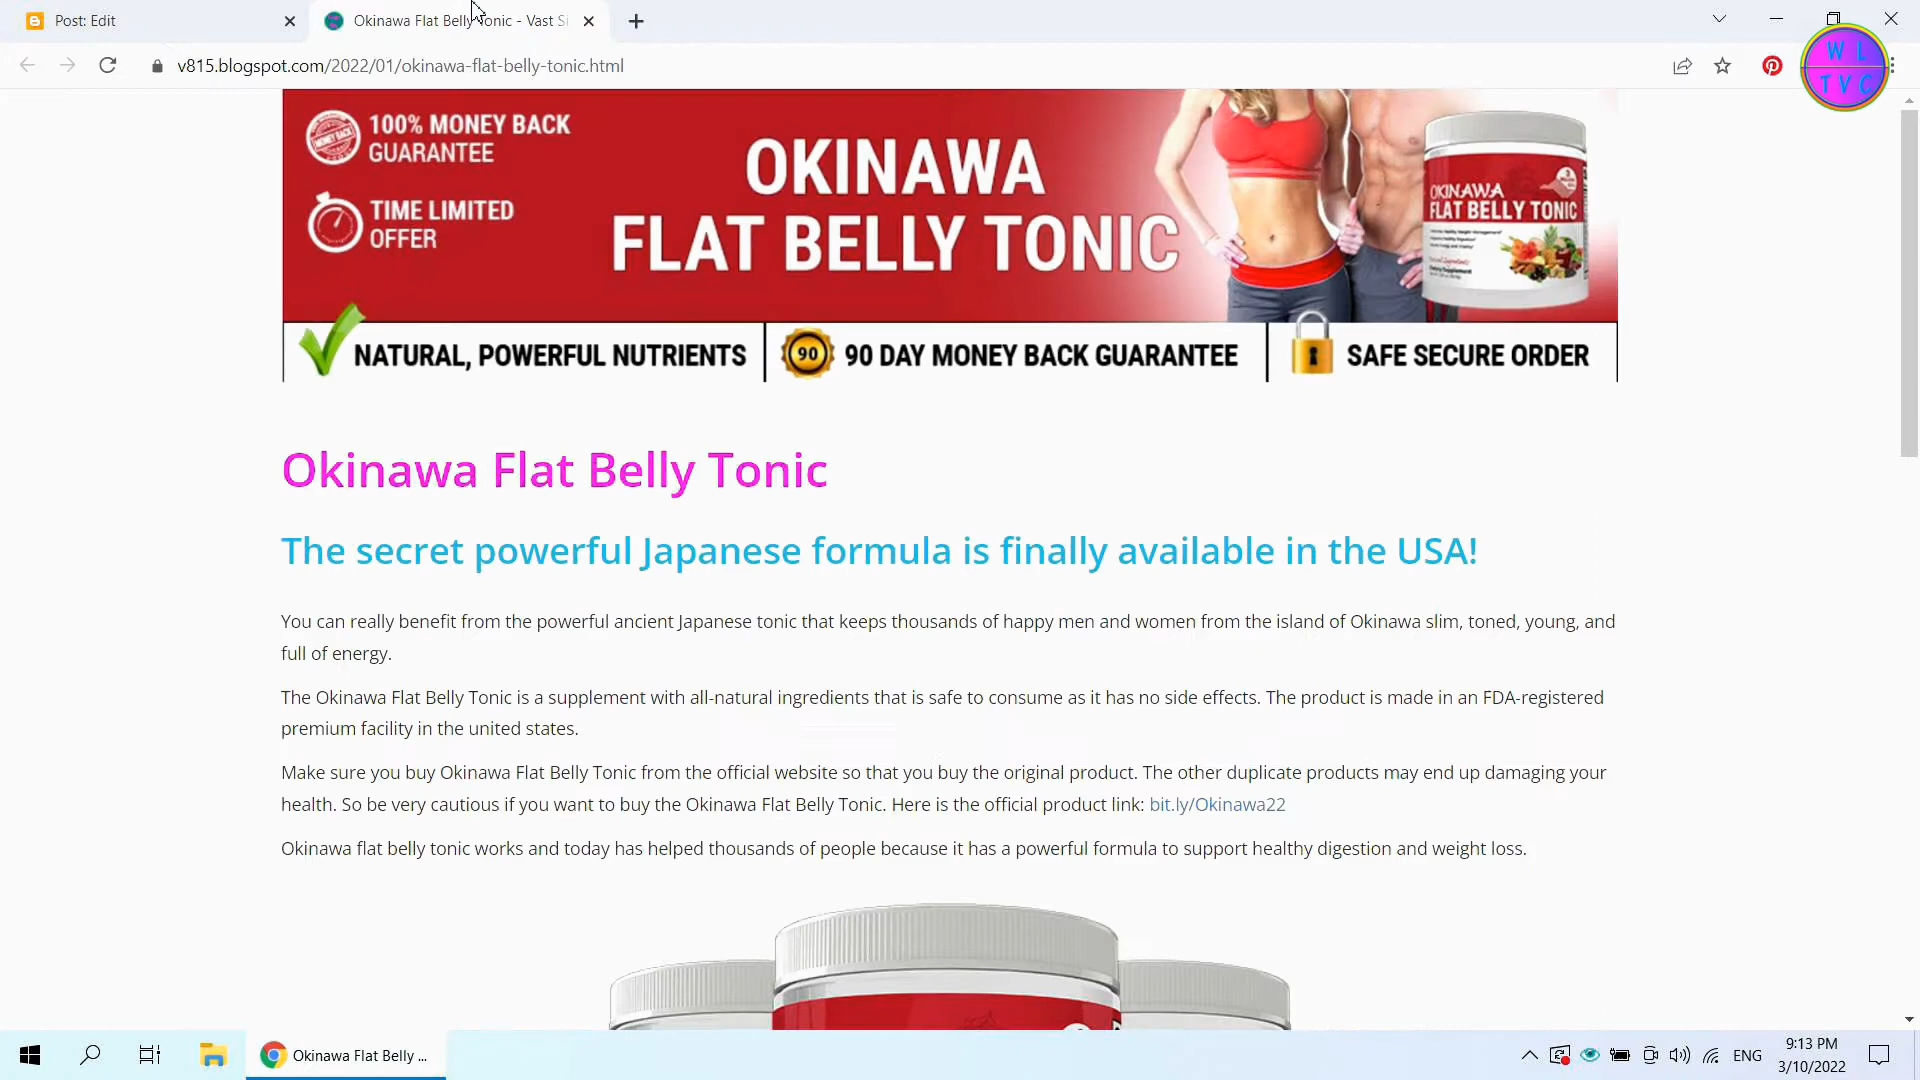 Post: Edit
Okinawa Flat Belly Tonic - Vast Si
v815.blogspot.com/2022/01/okinawa-flat-belly-tonic.html
W L
T V C
100% MONEY BACK
GUARANTEE
TIME LIMITED
OFFER
OKINAWA
FLAT BELLY TONIC
OKINAWA
FLAT BELLY TONIC
NATURAL, POWERFUL NUTRIENTS
90
90 DAY MONEY BACK GUARANTEE
SAFE SECURE ORDER
Okinawa Flat Belly Tonic
The secret powerful Japanese formula is finally available in the USA!
You can really benefit from the powerful ancient Japanese tonic that keeps thousands of happy men and women from the island of Okinawa slim, toned, young, and
full of energy.
The Okinawa Flat Belly Tonic is a supplement with all-natural ingredients that is safe to consume as it has no side effects. The product is made in an FDA-registered
premium facility in the united states.
Make sure you buy Okinawa Flat Belly Tonic from the official website so that you buy the original product. The other duplicate products may end up damaging your
health. So be very cautious if you want to buy the Okinawa Flat Belly Tonic. Here is the official product link: bit.ly/Okinawa22
Okinawa flat belly tonic works and today has helped thousands of people because it has a powerful formula to support healthy digestion and weight loss.
Okinawa Flat Belly ...
ENG
9:13 PM
3/10/2022